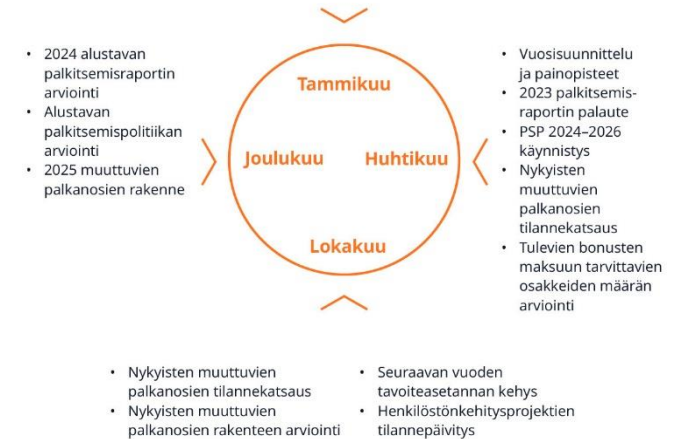 • 2024 alustavan
palkitsemisraportin
arviointi
• Alustavan
palkitsemispolitiikan
arviointi
• 2025 muuttuvien
palkanosien rakenne
Tammikuu
Joulukuu
Huhtikuu
Lokakuu
• Vuosisuunnittelu
ja painopisteet
• 2023 palkitsemis-
raportin palaute
• PSP 2024–2026
käynnistys
• Nykyisten
muuttuvien
palkanosien
tilannekatsaus
• Tulevien bonusten
maksuun tarvittavien
osakkeiden määrän
arviointi
• Nykyisten muuttuvien
palkanosien tilannekatsaus
• Nykyisten muuttuvien
palkanosien rakenteen arviointi
• Seuraavan vuoden
tavoiteasetannan kehys
• Henkilöstönkehitysprojektien
tilannepäivitys